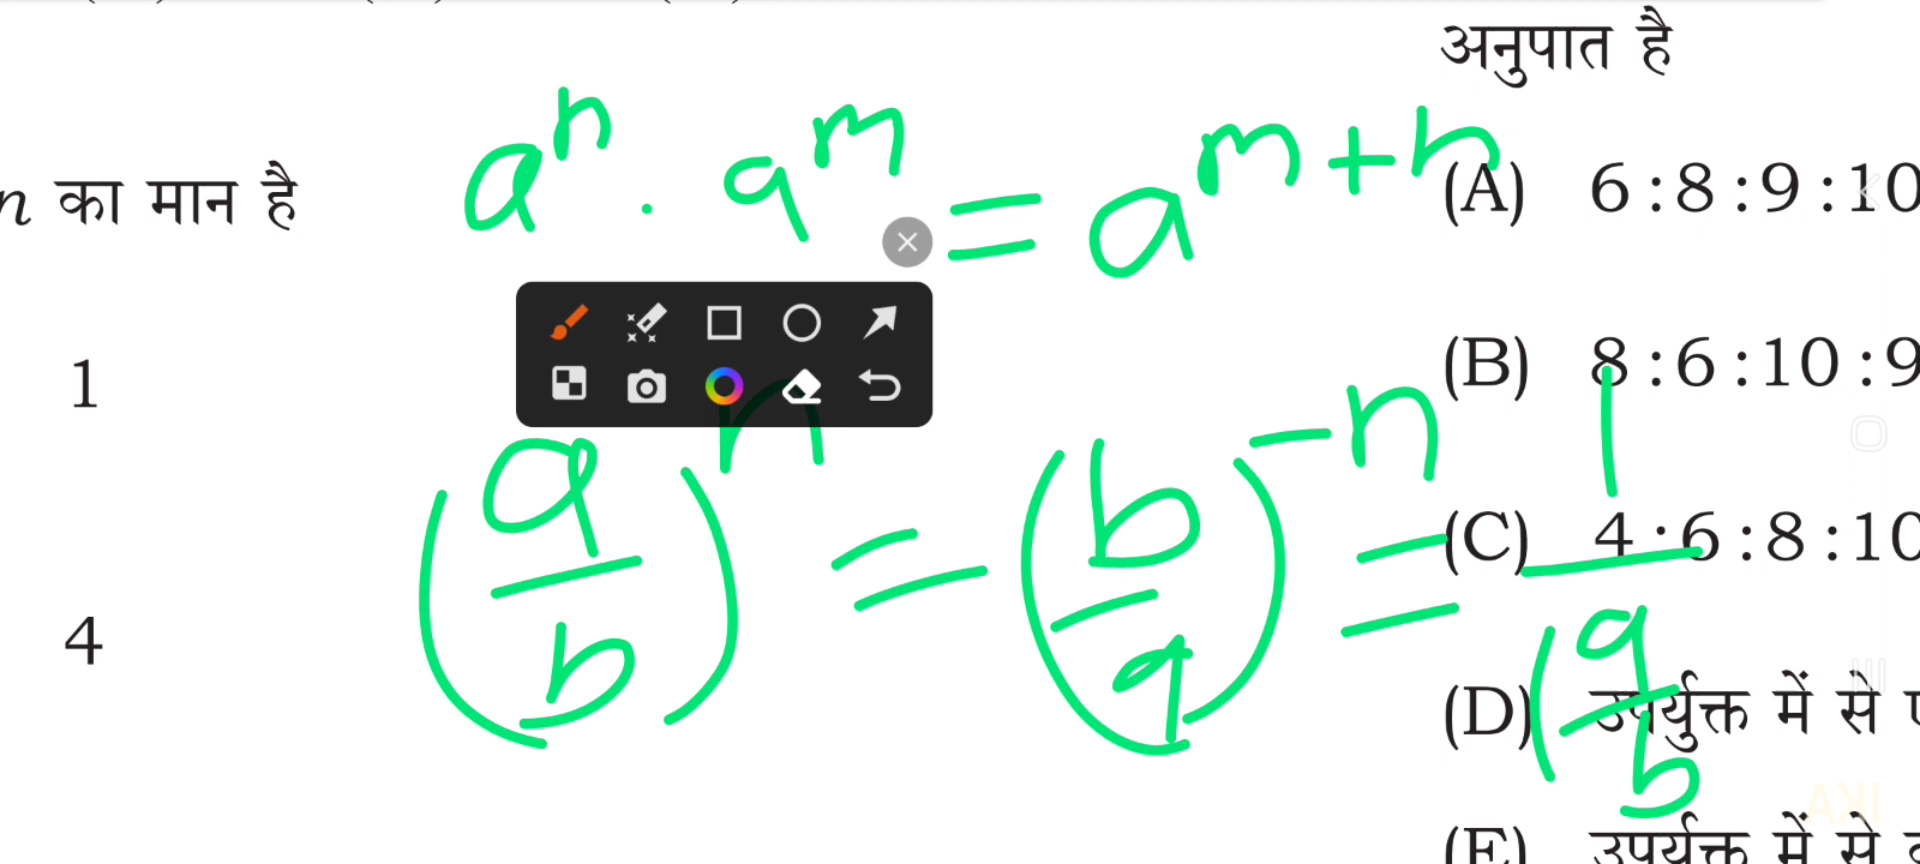 अनुपात है
n का मान है
aⁿ · aᵐ = aᵐ⁺ⁿ
(A) 6 : 8 : 9 : 10
1
(B) 8 : 6 : 10 : 9
(a/b)ⁿ = (b/a)⁻ⁿ = 1/(a/b
(C) 4 : 6 : 8 : 10
4
(D) उपर्युक्त में से
(E) उपर्युक्त में से